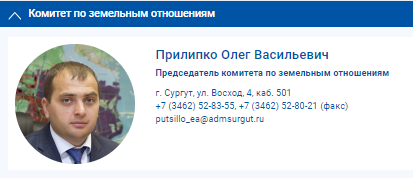 Комитет по земельным отношениям
Прилипко Олег Васильевич
Председатель комитета по земельным отношениям
г. Сургут, ул. Восход, 4, каб. 501
+7 (3462) 52-83-55, +7 (3462) 52-80-21 (факс)
putsillo_ea@admsurgut.ru